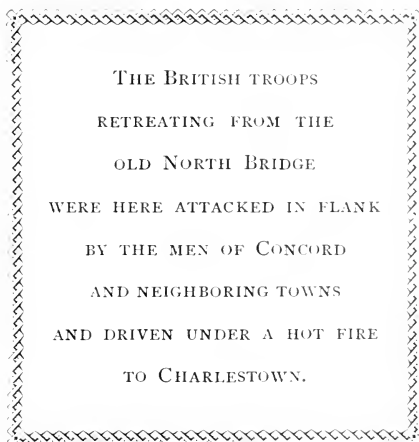 The British troops
retreating from the
old North Bridge
were here attacked in flank
by the men of Concord
and neighboring towns
and driven under a hot fire
to Charlestown.